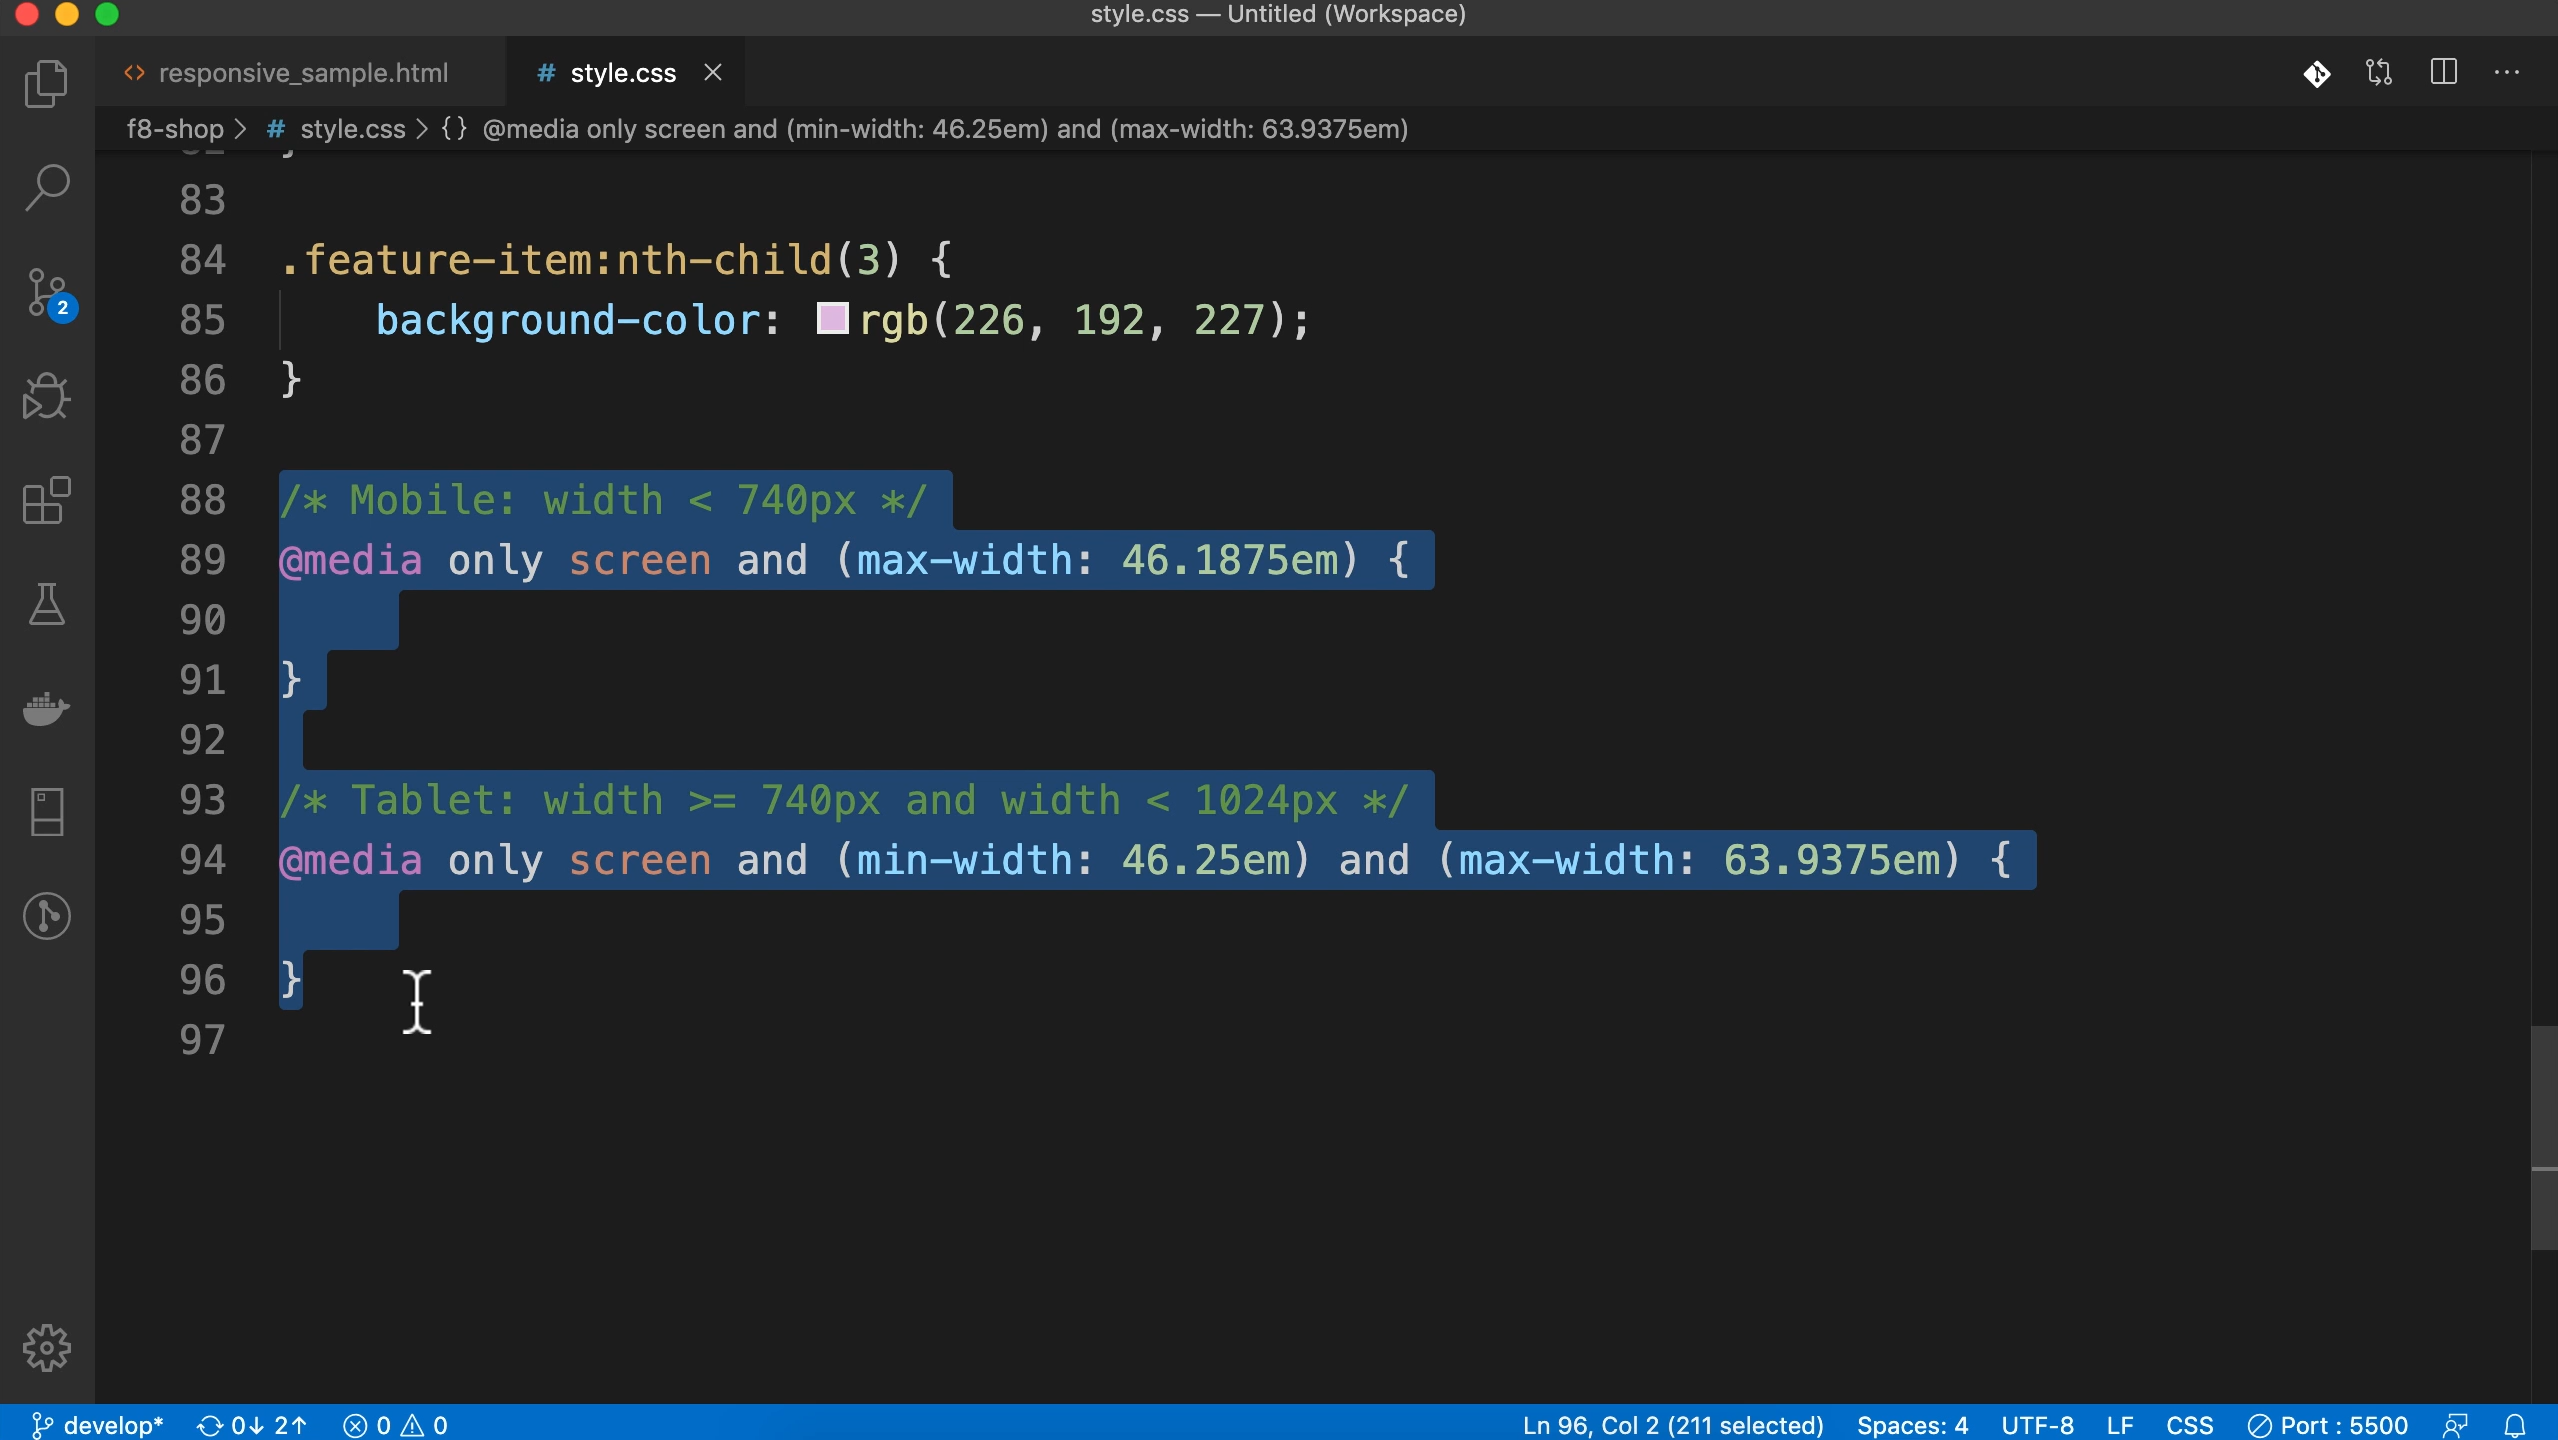 style.css — Untitled (Workspace)
<> responsive_sample.html # style.css
f8-shop > # style.css > {} @media only screen and (min-width: 46.25em) and (max-width: 63.9375em)
83
84 .feature-item:nth-child(3) {
85 background-color: rgb(226, 192, 227);
86 }
87
88 /* Mobile: width < 740px */
89 @media only screen and (max-width: 46.1875em) {
90
91 }
92
93 /* Tablet: width >= 740px and width < 1024px */
94 @media only screen and (min-width: 46.25em) and (max-width: 63.9375em) {
95
96 }
97
2
develop* 0↓ 2↑ 0 0 Ln 96, Col 2 (211 selected) Spaces: 4 UTF-8 LF CSS Port : 5500